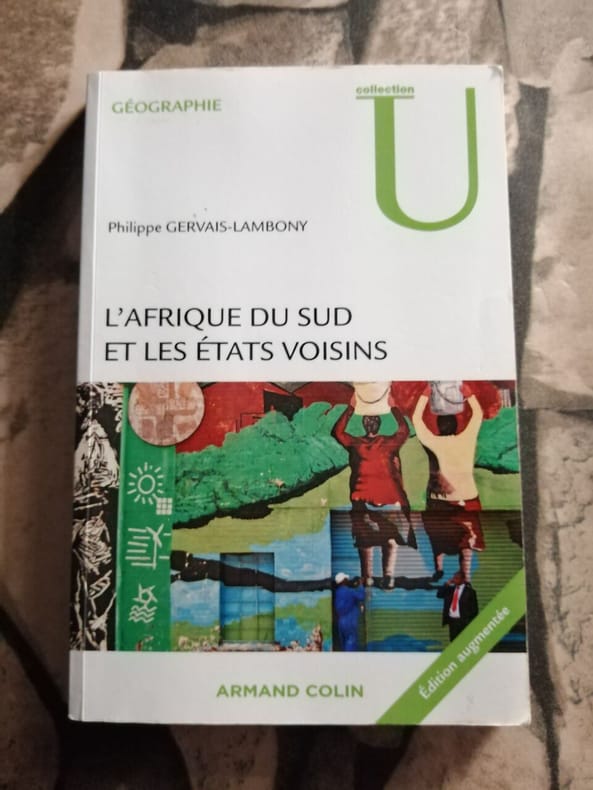 GÉOGRAPHIE
collection
U
Philippe GERVAIS-LAMBONY
L'AFRIQUE DU SUD
ET LES ÉTATS VOISINS
Édition augmentée
ARMAND COLIN